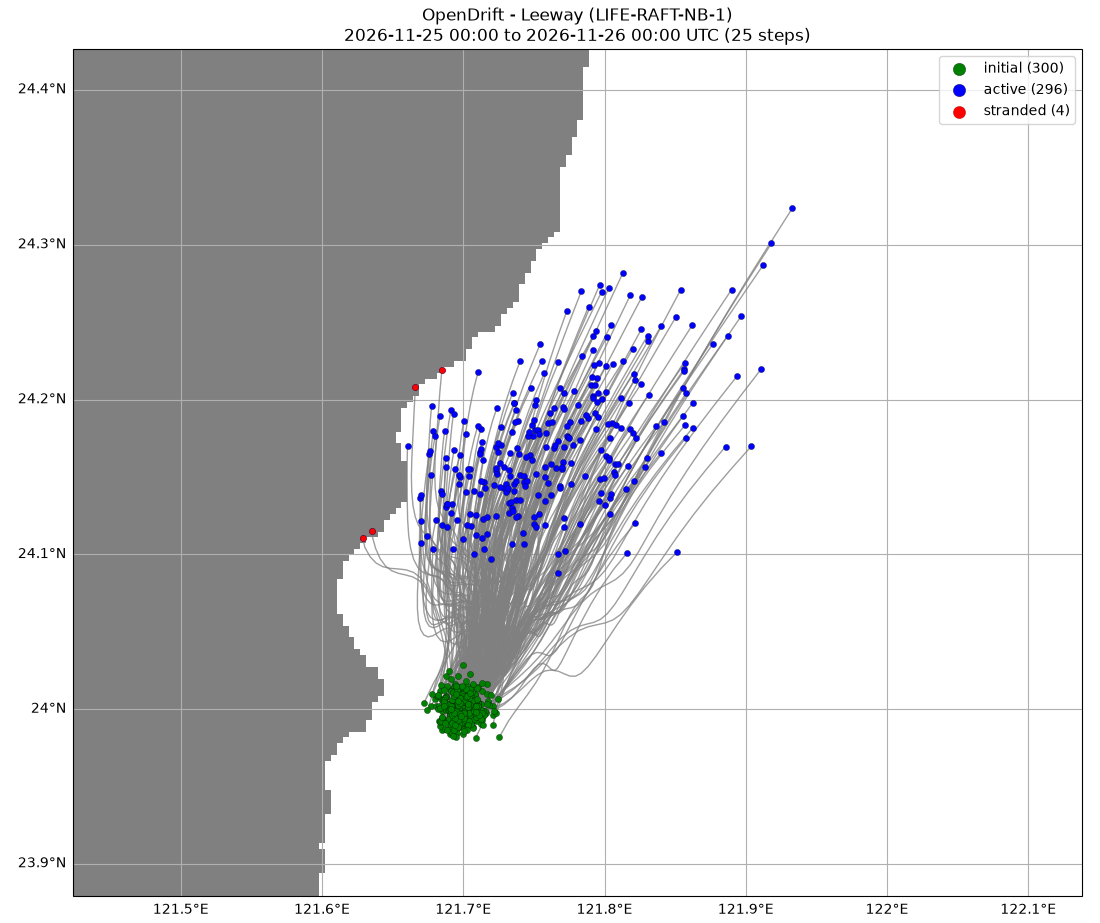 OpenDrift - Leeway (LIFE-RAFT-NB-1)
2026-11-25 00:00 to 2026-11-26 00:00 UTC (25 steps)
initial (300)
active (296)
stranded (4)
24.4°N
24.3°N
24.2°N
24.1°N
24°N
23.9°N
121.5°E
121.6°E
121.7°E
121.8°E
121.9°E
122°E
122.1°E